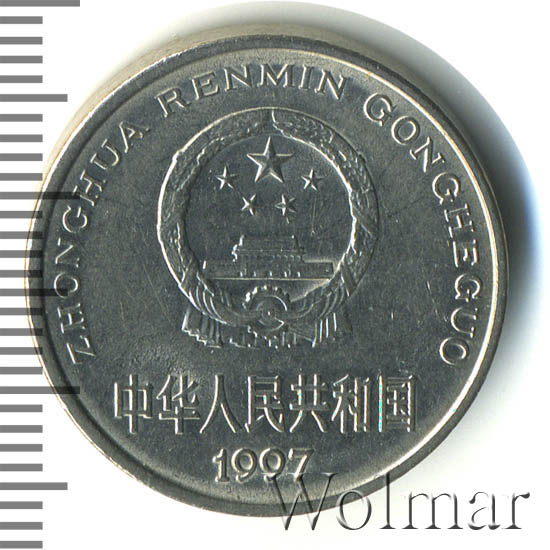 ZHONGHUA RENMIN GONGHEGUO
中华人民共和国
1997
Wolmar